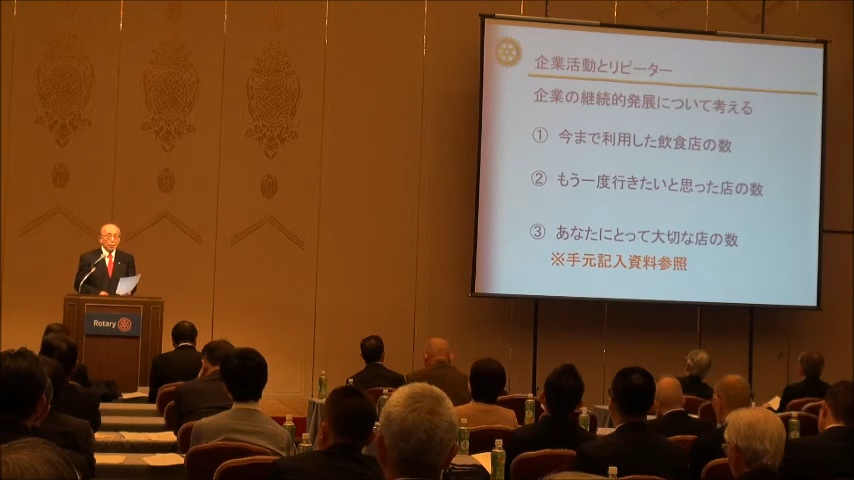 企業活動とリピーター
企業の継続的発展について考える
① 今まで利用した飲食店の数
② もう一度行きたいと思った店の数
③ あなたにとって大切な店の数
※手元記入資料参照
Rotary